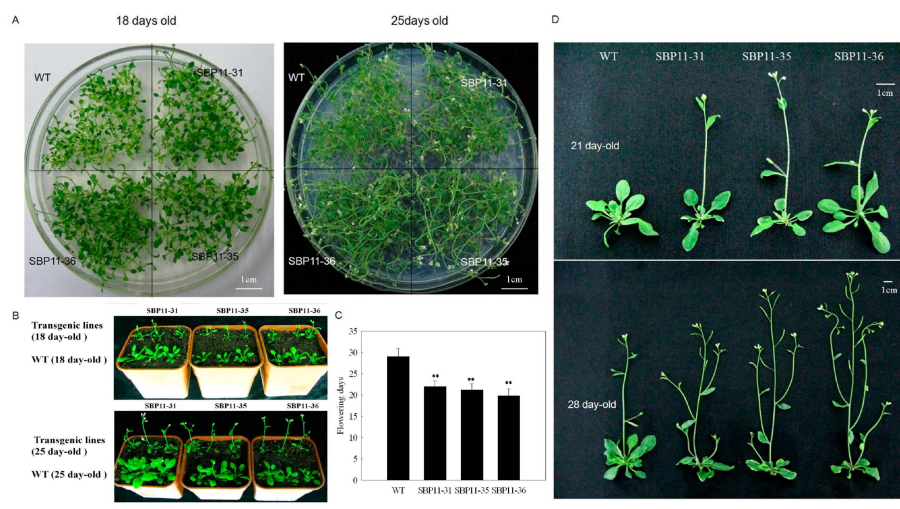 A
18 days old
25days old
WT
SBP11-31
SBP11-36
SBP11-35
1cm
WT
SBP11-31
SBP11-36
SBP11-35
1cm
B
SBP11-31 SBP11-35 SBP11-36
Transgenic lines
(18 day-old )
WT (18 day-old )
SBP11-31 SBP11-35 SBP11-36
Transgenic lines
(25 day-old )
WT (25 day-old )
C
Flowering days
35
30
25
20
15
10
5
0
**
**
**
WT SBP11-31 SBP11-35 SBP11-36
D
WT SBP11-31 SBP11-35 SBP11-36
1cm
21 day-old
1cm
28 day-old